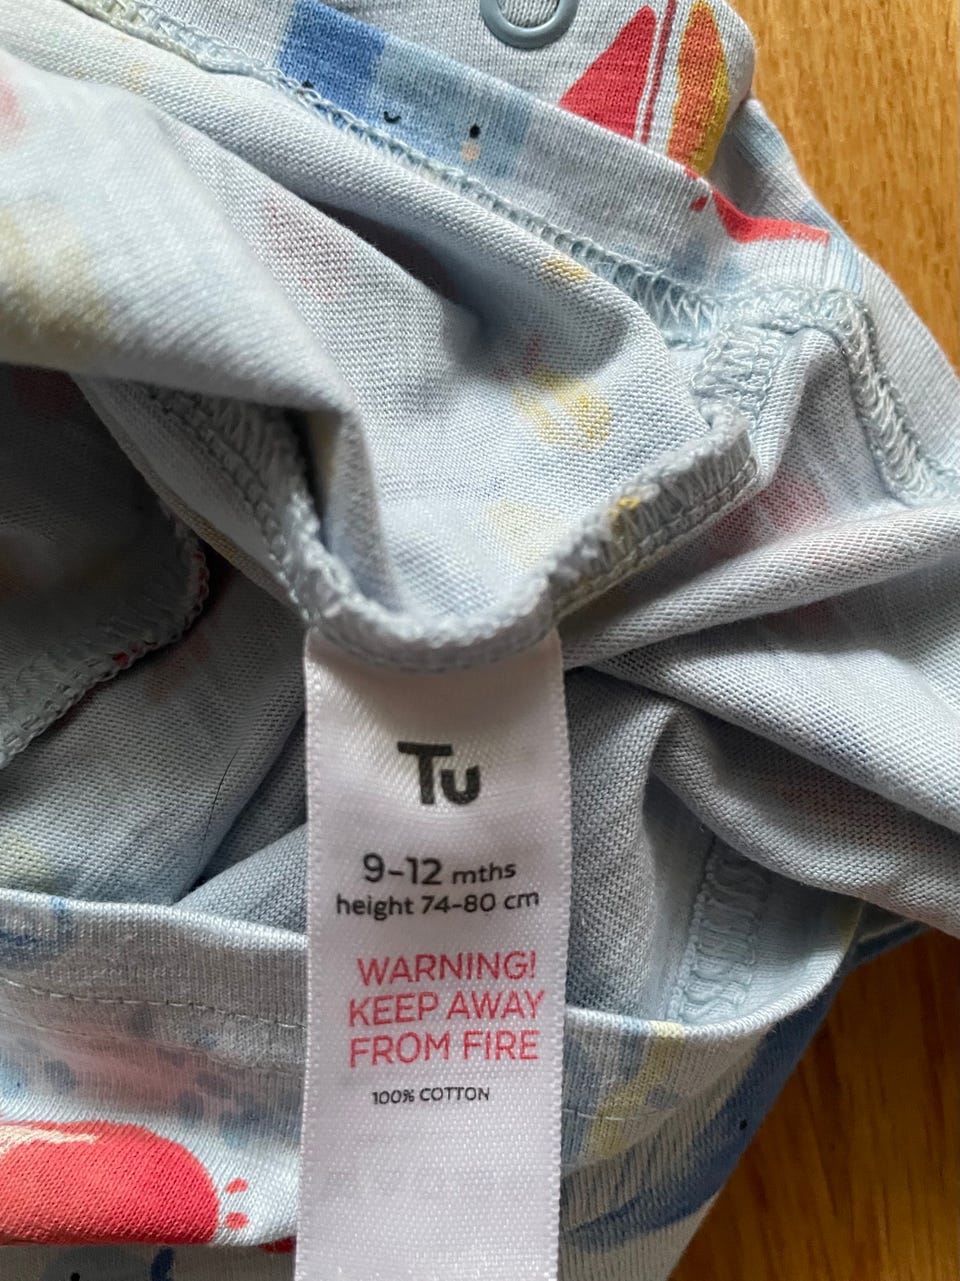 Tu
9-12 mths
height 74-80 cm
WARNING!
KEEP AWAY
FROM FIRE
100% COTTON